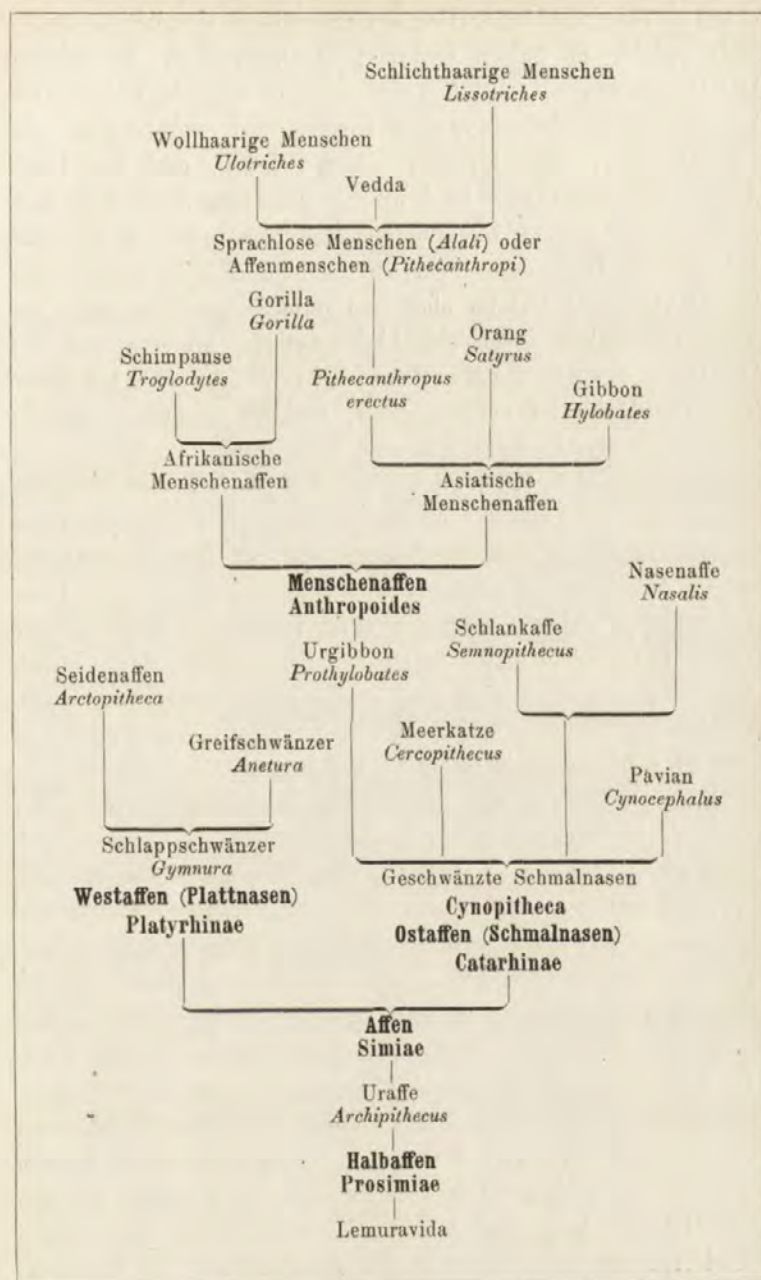 Schlichthaarige Menschen
Lissotriches
Wollhaarige Menschen
Ulotriches
Vedda
Sprachlose Menschen (Alali) oder
Affenmenschen (Pithecanthropi)
Gorilla
Gorilla
Schimpanse
Troglodytes
Pithecanthropus
erectus
Orang
Satyrus
Gibbon
Hylobates
Afrikanische
Menschenaffen
Asiatische
Menschenaffen
Menschenaffen
Anthropoides
Nasenaffe
Nasalis
Schlankaffe
Semnopithecus
Urgibbon
Prothylobates
Seidenaffen
Arctopitheca
Greifschwänzer
Anetura
Meerkatze
Cercopithecus
Pavian
Cynocephalus
Schlappschwänzer
Gymnura
Westaffen (Plattnasen)
Platyrhinae
Geschwänzte Schmalnasen
Cynopitheca
Ostaffen (Schmalnasen)
Catarhinae
Affen
Simiae
Uraffe
Archipithecus
Halbaffen
Prosimiae
Lemuravida